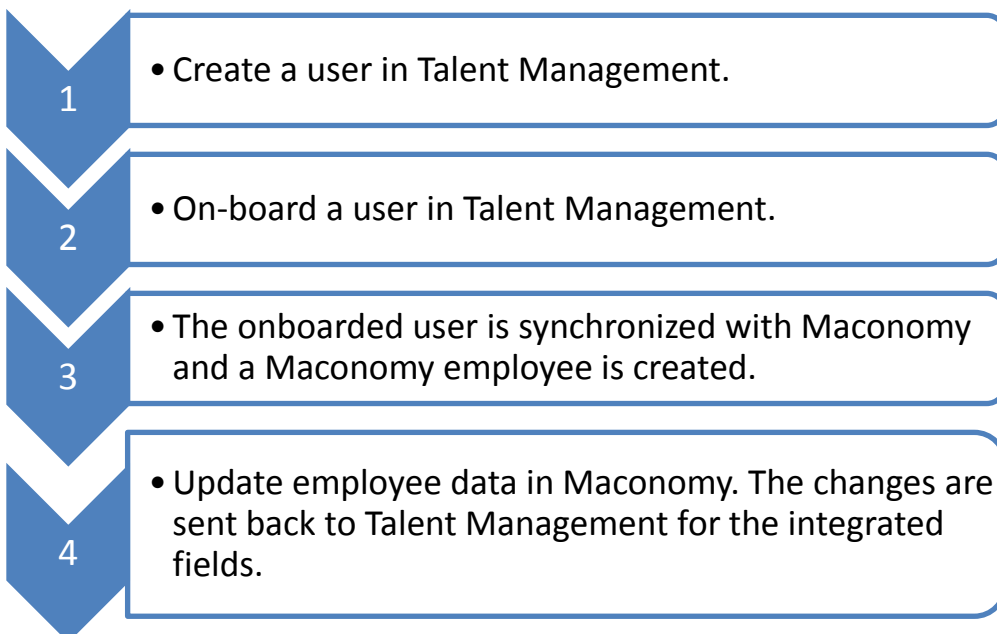 1
• Create a user in Talent Management.
2
• On-board a user in Talent Management.
3
• The onboarded user is synchronized with Maconomy
and a Maconomy employee is created.
4
• Update employee data in Maconomy. The changes are
sent back to Talent Management for the integrated
fields.